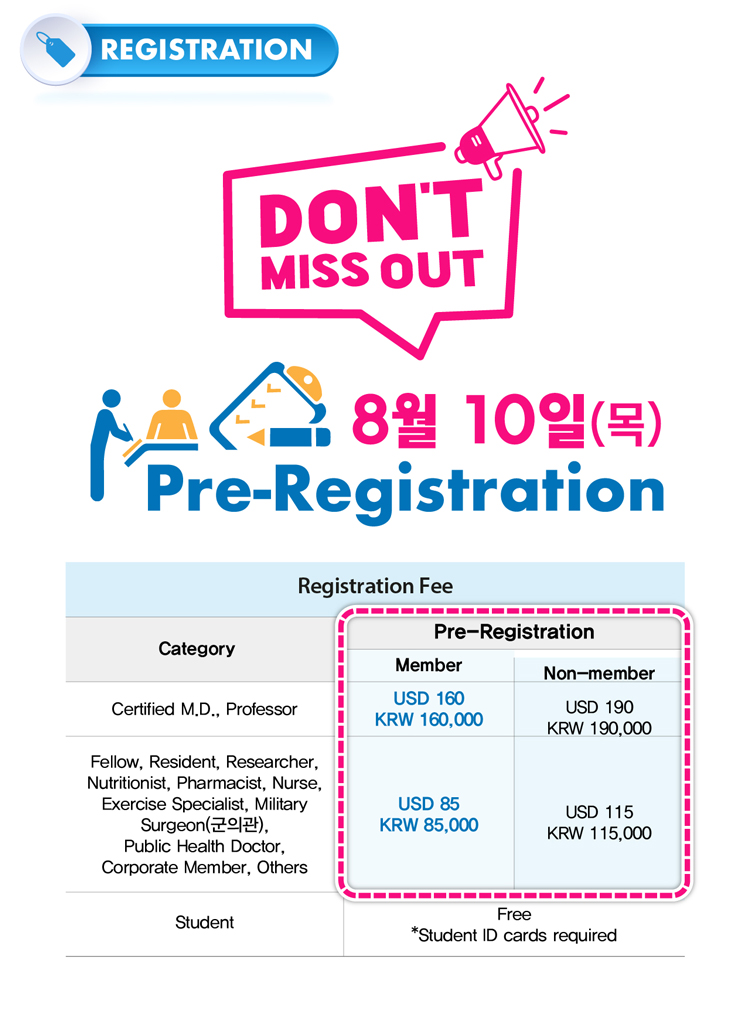 REGISTRATION
DON'T
MISS OUT
8월 10일(목)
Pre-Registration
Registration Fee
Category
Pre-Registration
Member
Non-member
Certified M.D., Professor
USD 160
KRW 160,000
USD 190
KRW 190,000
Fellow, Resident, Researcher,
Nutritionist, Pharmacist, Nurse,
Exercise Specialist, Military
Surgeon(군의관),
Public Health Doctor,
Corporate Member, Others
USD 85
KRW 85,000
USD 115
KRW 115,000
Student
Free
*Student ID cards required